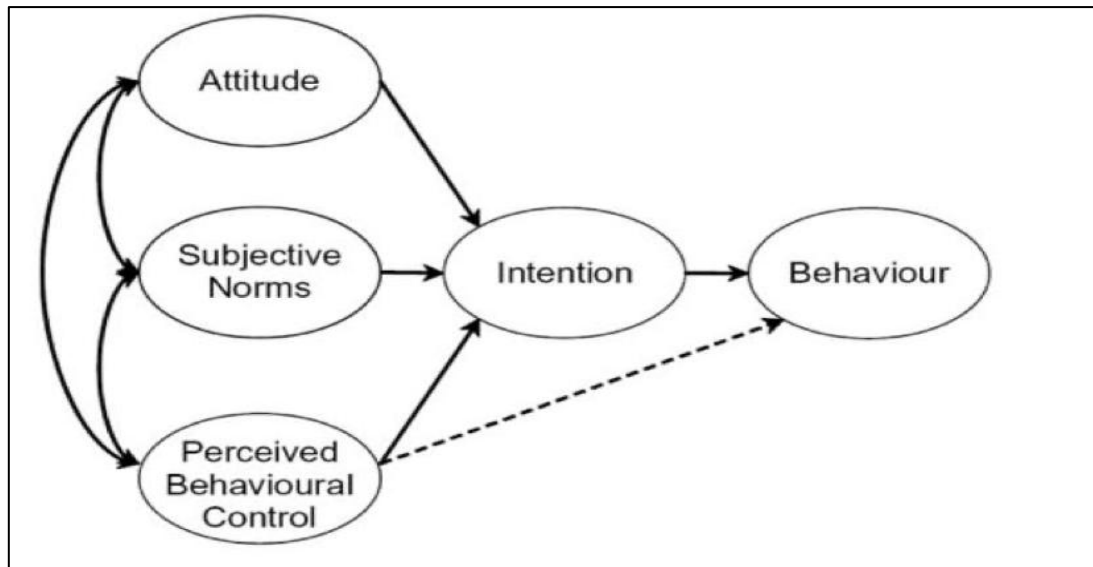 Attitude
Subjective
Norms
Intention
Behaviour
Perceived
Behavioural
Control